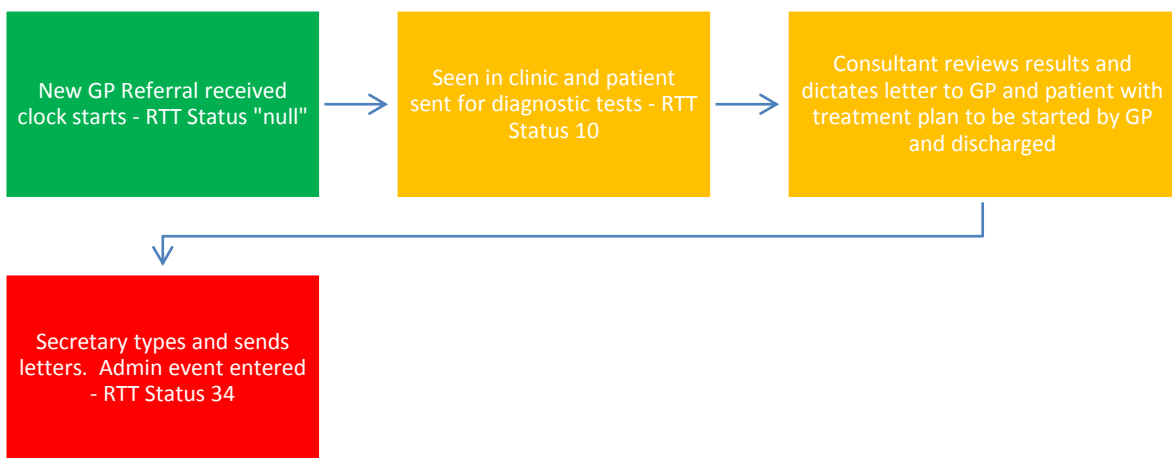 New GP Referral received
clock starts - RTT Status "null"
Seen in clinic and patient
sent for diagnostic tests - RTT
Status 10
Consultant reviews results and
dictates letter to GP and patient with
treatment plan to be started by GP
and discharged
Secretary types and sends
letters.  Admin event entered
- RTT Status 34